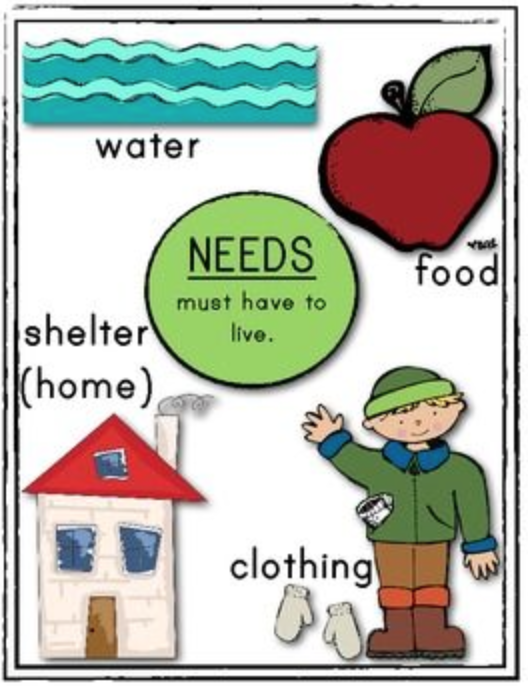 water
food
NEEDS
must have to
live.
shelter
(home)
clothing